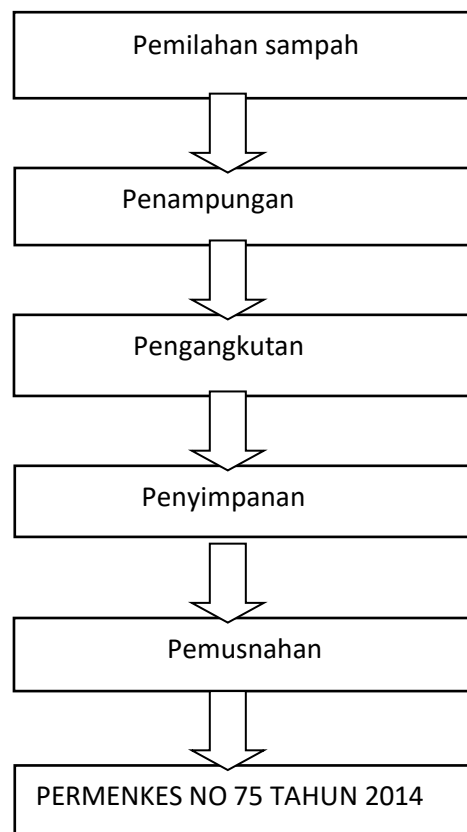 Pemilahan sampah
Penampungan
Pengangkutan
Penyimpanan
Pemusnahan
PERMENKES NO 75 TAHUN 2014